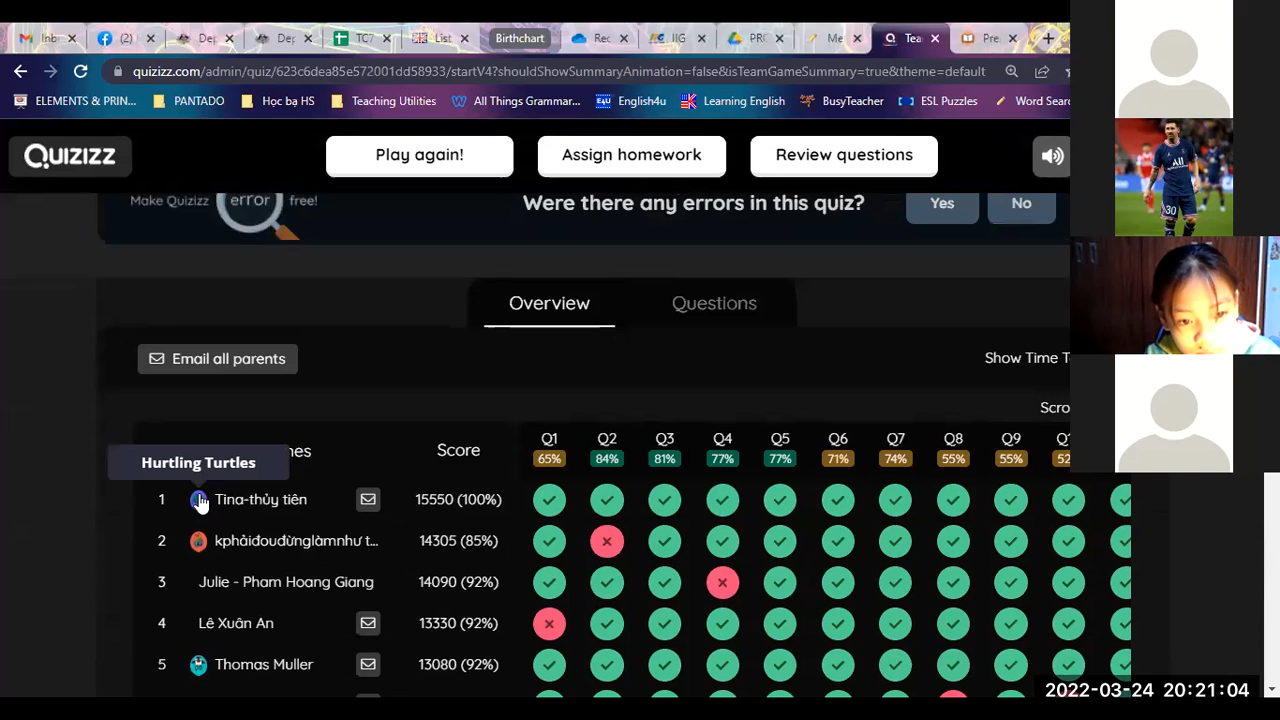 Inb
(2)
Dep
Dep
TC7
List
Birthchart
Rec
IIG
PRO
Me
Tea
Pre
quizizz.com/admin/quiz/623c6dea85e572001dd58933/startV4?shouldShowSummaryAnimation=false&isTeamGameSummary=true&theme=default
ELEMENTS & PRIN... PANTADO Học bạ HS Teaching Utilities All Things Grammar... English4u Learning English BusyTeacher ESL Puzzles Word Sear
Quizizz Play again! Assign homework Review questions
Make Quizizz error free! Were there any errors in this quiz? Yes No
AII
30
Overview Questions
Email all parents Show Time T
Scro
Hurtling Turtles mes Score
Q1 Q2 Q3 Q4 Q5 Q6 Q7 Q8 Q9
65% 84% 81% 77% 77% 71% 74% 55% 55% 52
1 Tina-thủy tiên 15550 (100%)
2 kphảiđouđừnglàmnhư t... 14305 (85%)
3 Julie - Pham Hoang Giang 14090 (92%)
4 Lê Xuân An 13330 (92%)
5 Thomas Muller 13080 (92%)
2022-03-24 20:21:04